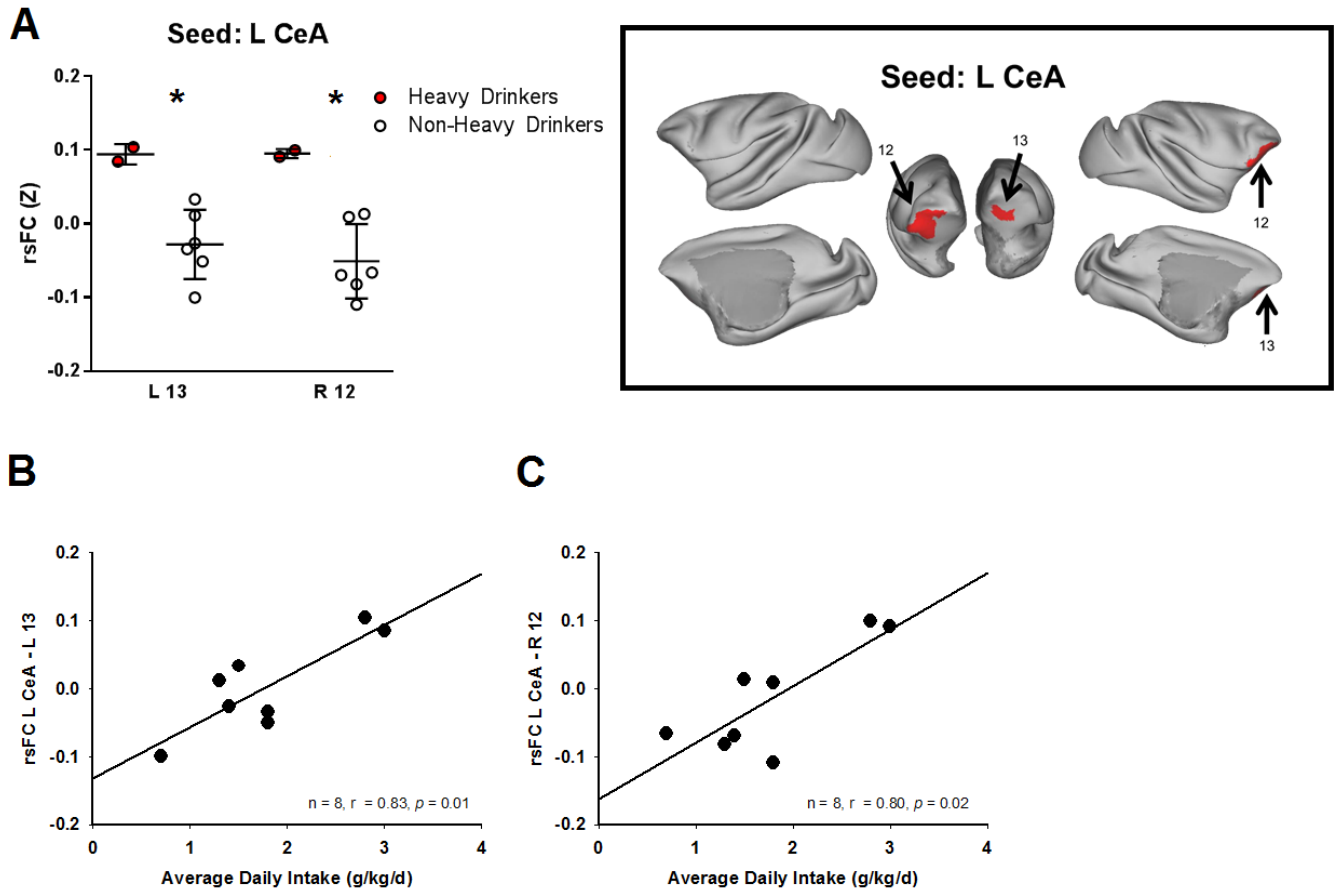 A
Seed: L CeA
0.2
0.1
0.0
-0.1
-0.2
rsFC (Z)
* *
Heavy Drinkers
Non-Heavy Drinkers
L 13 R 12
Seed: L CeA
12 13
12
13
B
0.2
0.1
0.0
-0.1
-0.2
rsFC L CeA - L 13
n = 8, r = 0.83, p = 0.01
0 1 2 3 4
Average Daily Intake (g/kg/d)
C
0.2
0.1
0.0
-0.1
-0.2
rsFC L CeA - R 12
n = 8, r = 0.80, p = 0.02
0 1 2 3 4
Average Daily Intake (g/kg/d)